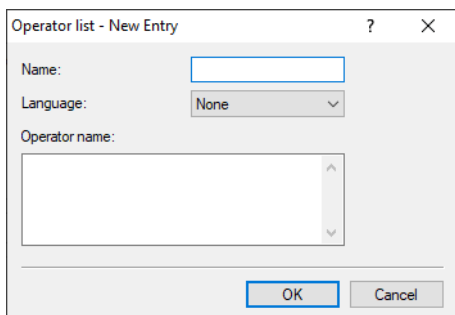 Operator list - New Entry ?
Name:
Language: None
Operator name:
OK Cancel